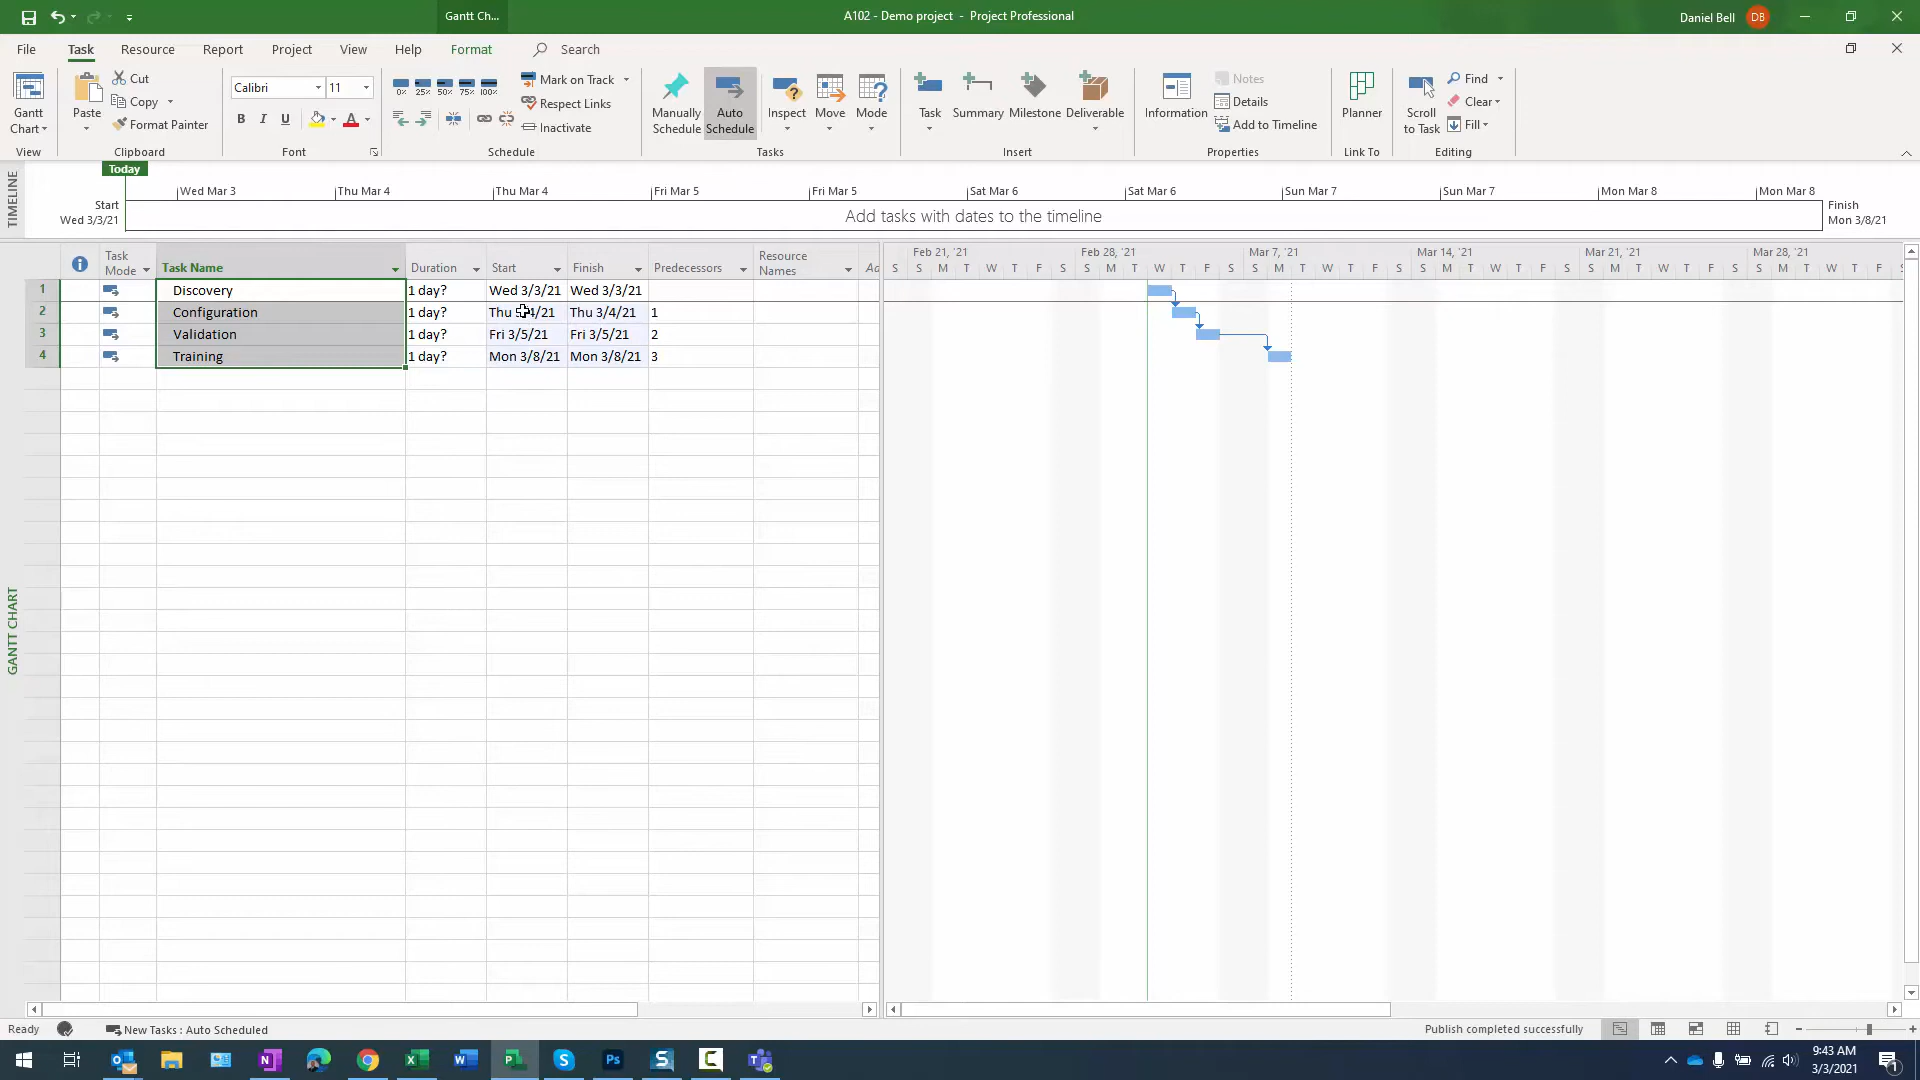 Gantt Ch...
A102 - Demo project - Project Professional
Daniel Bell DB
File Task Resource Report Project View Help Format Search
Gantt Chart
View
Paste
Cut
Copy
Format Painter
Clipboard
Calibri 11
B I U A
Font
0% 25% 50% 75% 100%
Mark on Track
Respect Links
Inactivate
Schedule
Manually Schedule
Auto Schedule
Inspect
Move
Mode
Tasks
Task
Summary
Milestone
Deliverable
Insert
Information
Notes
Details
Add to Timeline
Properties
Planner
Link To
Scroll to Task
Find
Clear
Fill
Editing
TIMELINE
Today
Start
Wed 3/3/21
Wed Mar 3 Thu Mar 4 Thu Mar 4 Fri Mar 5 Fri Mar 5 Sat Mar 6 Sat Mar 6 Sun Mar 7 Sun Mar 7 Mon Mar 8 Mon Mar 8
Add tasks with dates to the timeline
Finish
Mon 3/8/21
Task Mode Task Name Duration Start Finish Predecessors Resource Names Ad
1 Discovery 1 day? Wed 3/3/21 Wed 3/3/21
2 Configuration 1 day? Thu 3/4/21 Thu 3/4/21 1
3 Validation 1 day? Fri 3/5/21 Fri 3/5/21 2
4 Training 1 day? Mon 3/8/21 Mon 3/8/21 3
Feb 21, '21 Feb 28, '21 Mar 7, '21 Mar 14, '21 Mar 21, '21 Mar 28, '21
S S M T W T F S S M T W T F S S M T W T F S S M T W T F S S M T W T F S S M T W T F S
GANTT CHART
Ready New Tasks : Auto Scheduled
Publish completed successfully
9:43 AM
3/3/2021